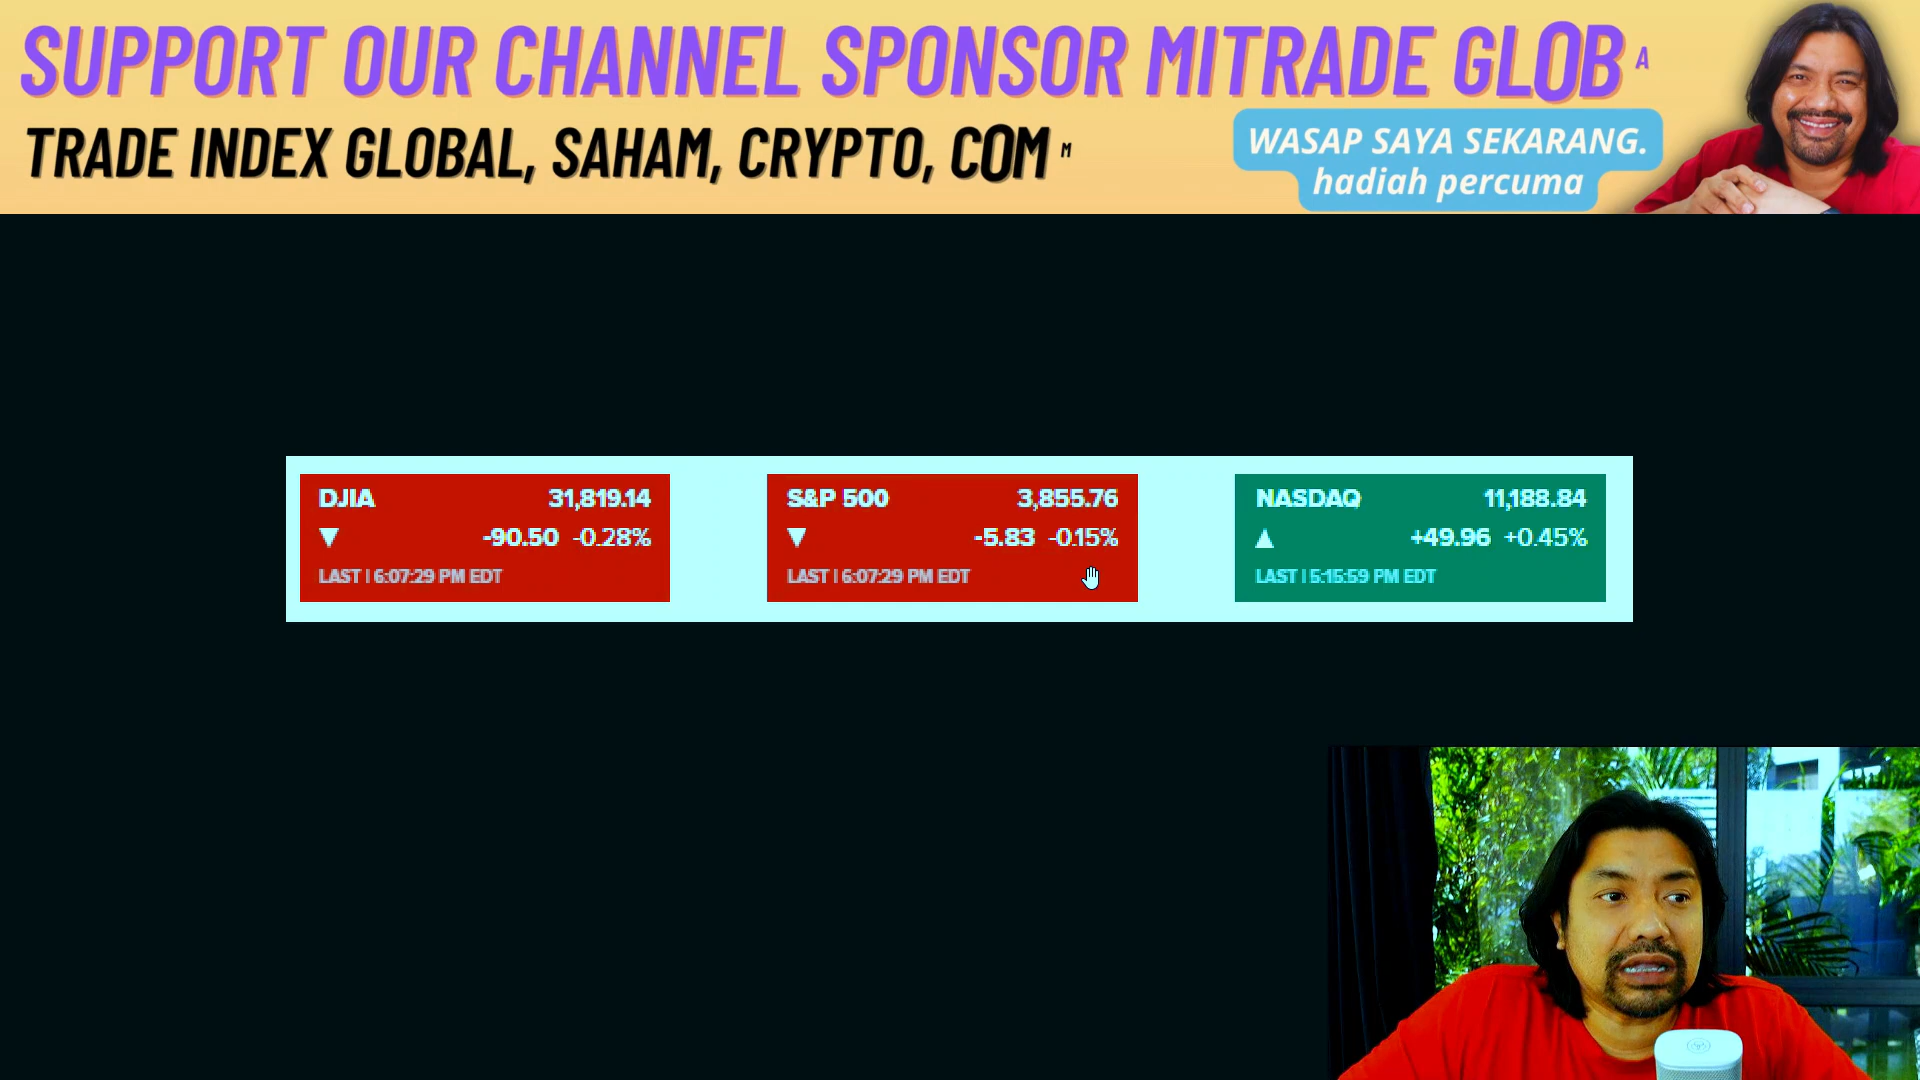 SUPPORT OUR CHANNEL SPONSOR MITRADE GLOB A
TRADE INDEX GLOBAL, SAHAM, CRYPTO, COM M
WASAP SAYA SEKARANG.
hadiah percuma
DJIA 31,819.14
▼ -90.50 -0.28%
LAST | 6:07:29 PM EDT
S&P 500 3,855.76
▼ -5.83 -0.15%
LAST | 6:07:29 PM EDT
NASDAQ 11,188.84
▲ +49.96 +0.45%
LAST | 5:15:59 PM EDT